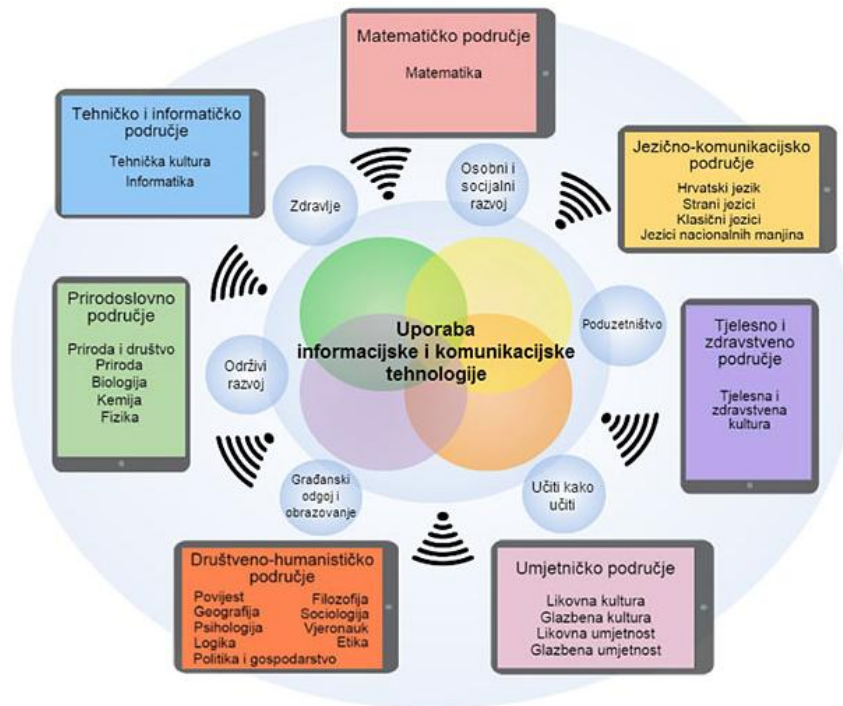 Matematičko područje
Matematika
Tehničko i informatičko
područje
Tehnička kultura
Informatika
Jezično-komunikacijsko
područje
Hrvatski jezik
Strani jezici
Klasični jezici
Jezici nacionalnih manjina
Zdravlje
Osobni i
socijalni
razvoj
Prirodoslovno
područje
Priroda i društvo
Priroda
Biologija
Kemija
Fizika
Održivi
razvoj
Uporaba
informacijske i komunikacijske
tehnologije
Poduzetništvo
Tjelesno i
zdravstveno
područje
Tjelesna i
zdravstvena
kultura
Građanski
odgoj i
obrazovanje
Učiti kako
učiti
Društveno-humanističko
područje
Povijest Filozofija
Geografija Sociologija
Psihologija Vjeronauk
Logika Etika
Politika i gospodarstvo
Umjetničko područje
Likovna kultura
Glazbena kultura
Likovna umjetnost
Glazbena umjetnost